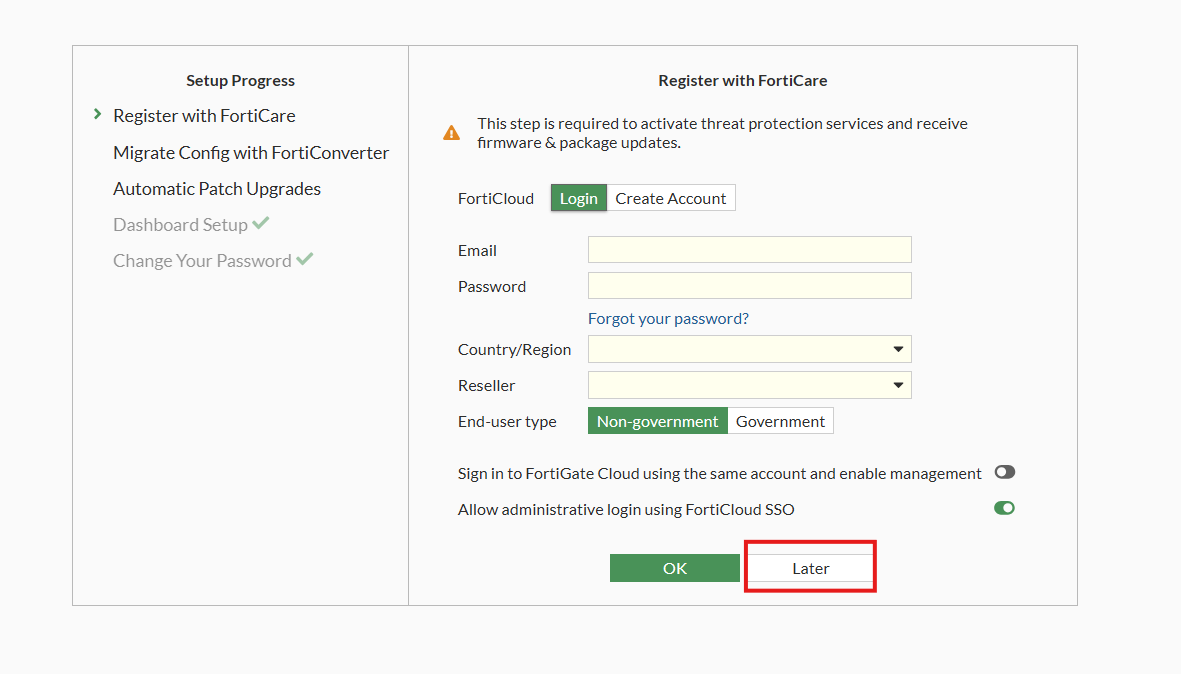 Setup Progress
Register with FortiCare
Migrate Config with FortiConverter
Automatic Patch Upgrades
Dashboard Setup
Change Your Password
Register with FortiCare
This step is required to activate threat protection services and receive
firmware & package updates.
FortiCloud Login Create Account
Email
Password
Forgot your password?
Country/Region
Reseller
End-user type Non-government Government
Sign in to FortiGate Cloud using the same account and enable management
Allow administrative login using FortiCloud SSO
OK Later